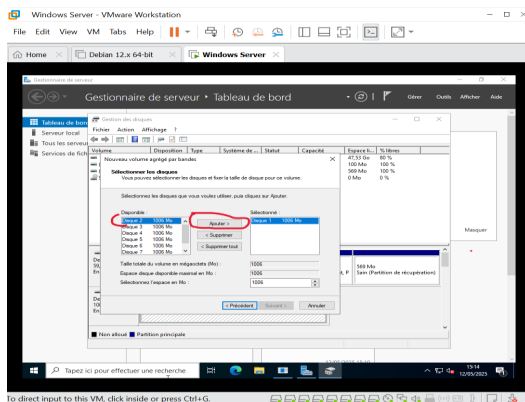 Windows Server - VMware Workstation
File Edit View VM Tabs Help
Home Debian 12.x 64-bit Windows Server
Gestionnaire de serveur
Gestionnaire de serveur ‣ Tableau de bord
Gérer Outils Afficher Aide
Tableau de bord
Serveur local
Tous les serveurs
Services de fich
Gestion des disques
Fichier Action Affichage ?
Volume Disposition Type Système de ... Statut Capacité Espace li... % libres
47,53 Go 80 %
100 Mo 100 %
569 Mo 100 %
0 Mo 0 %
Nouveau volume agrégé par bandes
Sélectionner les disques
Vous pouvez sélectionner les disques et fixer la taille de disque pour ce volume.
Sélectionnez les disques que vous voulez utiliser, puis cliquez sur Ajouter.
Disponible :
Disque 2 1006 Mo
Disque 3 1006 Mo
Disque 4 1006 Mo
Disque 5 1006 Mo
Disque 6 1006 Mo
Disque 7 1006 Mo
Ajouter >
< Supprimer
< Supprimer tout
Sélectionné :
Disque 1 1006 Mo
Taille totale du volume en mégaoctets (Mo) : 1006
Espace disque disponible maximal en Mo : 1006
Sélectionnez l'espace en Mo : 1006
< Précédent Suivant > Annuler
Masquer
569 Mo
Sain (Partition de récupération)
Non alloué Partition principale
12/05/2025 15:10
Tapez ici pour effectuer une recherche
15:14
12/05/2025
To direct input to this VM, click inside or press Ctrl+G.